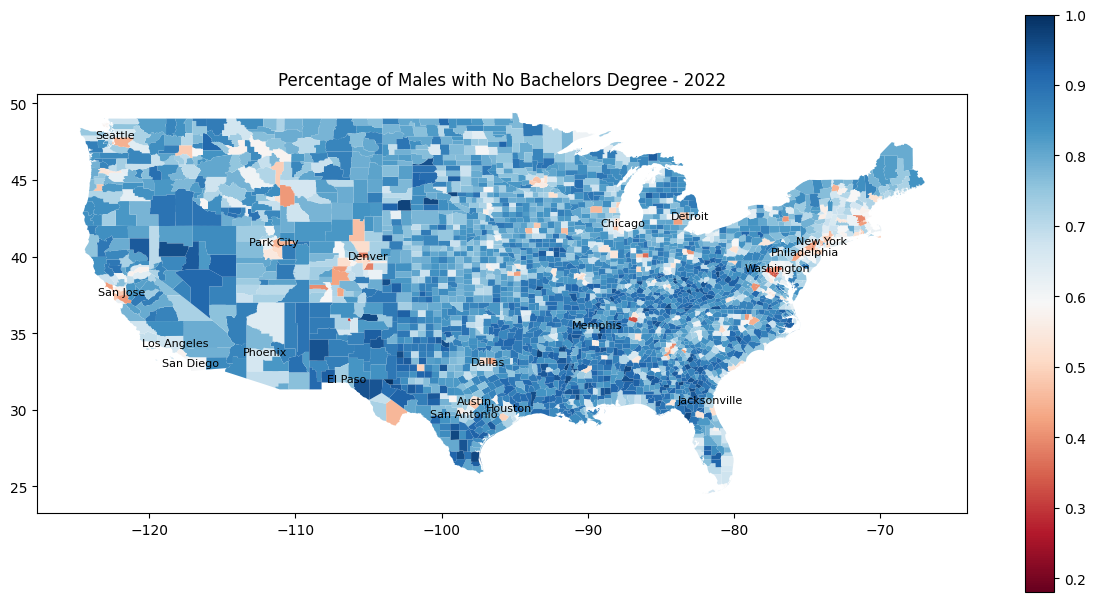 Percentage of Males with No Bachelors Degree - 2022
1.0
50
0.9
Seattle
45
0.8
Detroit
Chicago
Park City
New York
40
Denver
Philadelphia
0.7
Washington
San Jose
0.6
Memphis
35
Los Angeles
Phoenix
San Diego
Dallas
0.5
El Paso
Austin
Jacksonville
30
San Antonio
Houston
0.4
25
0.3
−120
−110
−100
−90
−80
−70
0.2